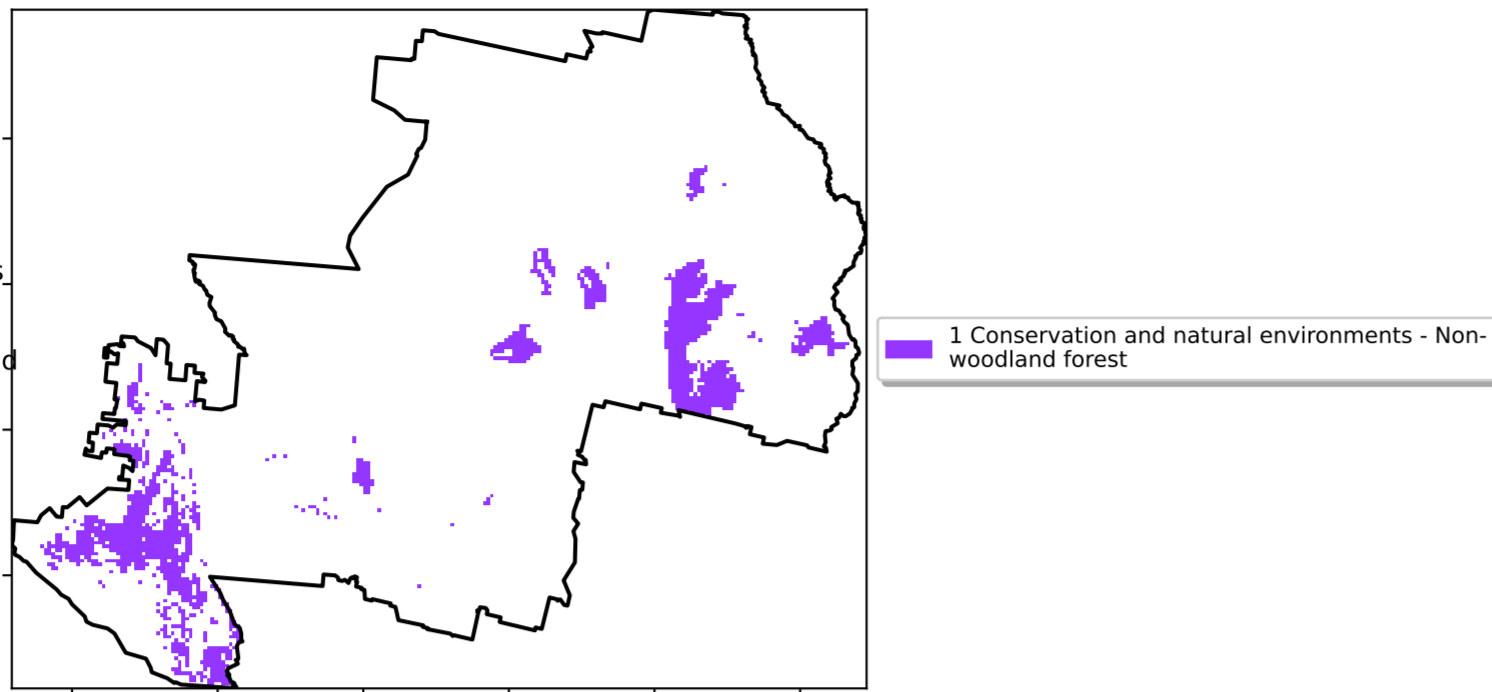 s
d
1 Conservation and natural environments - Non-
woodland forest